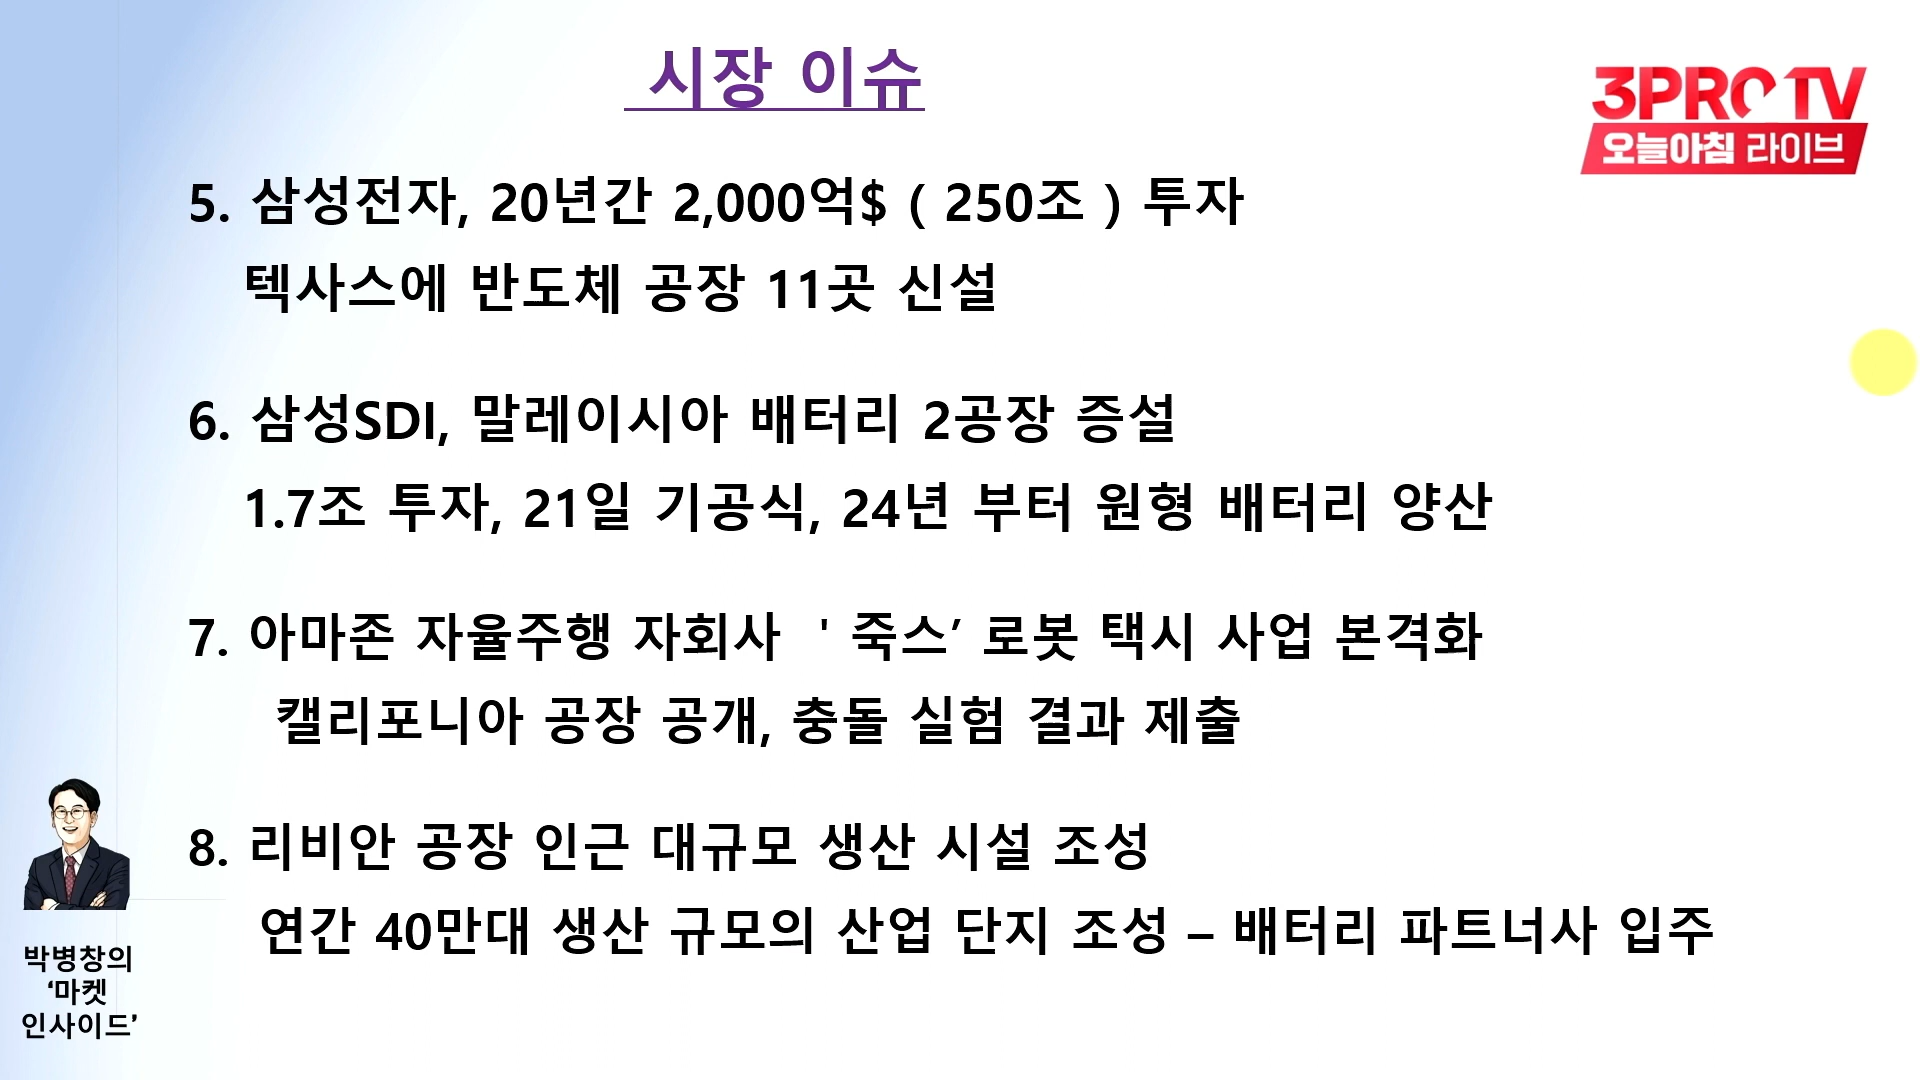 시장 이슈
3PRO TV
오늘아침 라이브
5. 삼성전자, 20년간 2,000억$ ( 250조 ) 투자
텍사스에 반도체 공장 11곳 신설
6. 삼성SDI, 말레이시아 배터리 2공장 증설
1.7조 투자, 21일 기공식, 24년 부터 원형 배터리 양산
7. 아마존 자율주행 자회사 ' 죽스’ 로봇 택시 사업 본격화
캘리포니아 공장 공개, 충돌 실험 결과 제출
8. 리비안 공장 인근 대규모 생산 시설 조성
연간 40만대 생산 규모의 산업 단지 조성 – 배터리 파트너사 입주
박병창의
‘마켓
인사이드’